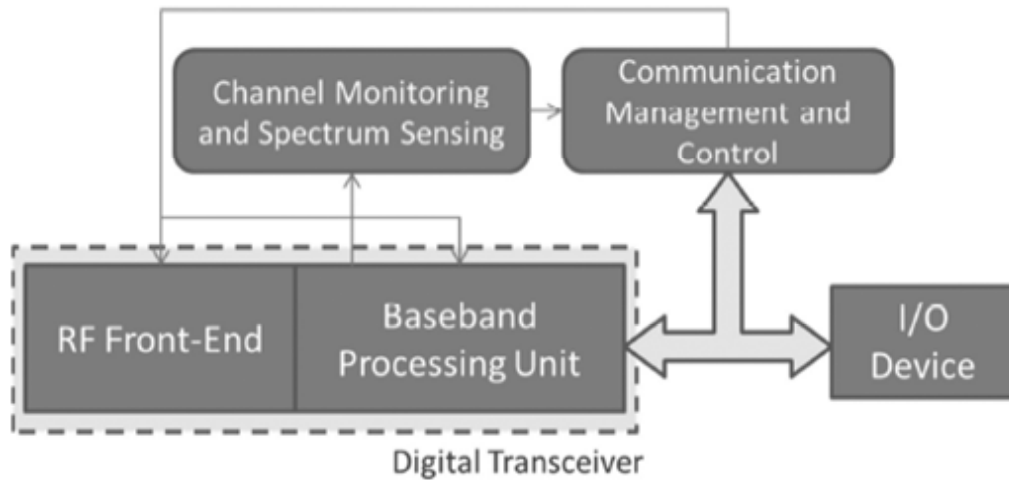 Channel Monitoring
and Spectrum Sensing
Communication
Management and
Control
RF Front-End
Baseband
Processing Unit
I/O
Device
Digital Transceiver